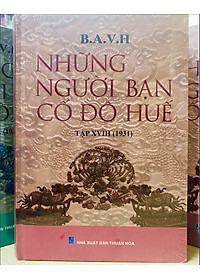 B.A.V.H
NHỮNG
NGƯỜI BẠN
CỐ ĐÔ HUẾ
TẬP XVIII (1931)
NHÀ XUẤT BẢN THUẬN HÓA